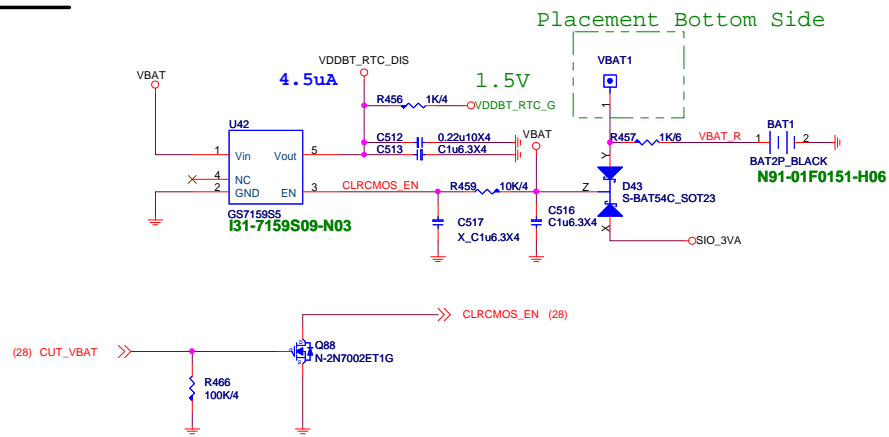 Placement Bottom Side
VBAT
VDDBT_RTC_DIS
4.5uA
1.5V
VBAT1
1
R456
1K/4
VDDBT_RTC_G
U42
C512
0.22u10X4
C513
C1u6.3X4
VBAT
R457
1K/6
VBAT_R
BAT1
1
2
BAT2P_BLACK
N91-01F0151-H06
1
Vin
Vout
5
Y
4
NC
2
GND
EN
3
CLRCMOS_EN
R459
10K/4
Z
D43
S-BAT54C_SOT23
GS7159S5
I31-7159S09-N03
C517
X_C1u6.3X4
C516
C1u6.3X4
X
SIO_3VA
CLRCMOS_EN (28)
(28) CUT_VBAT
Q88
N-2N7002ET1G
R466
100K/4